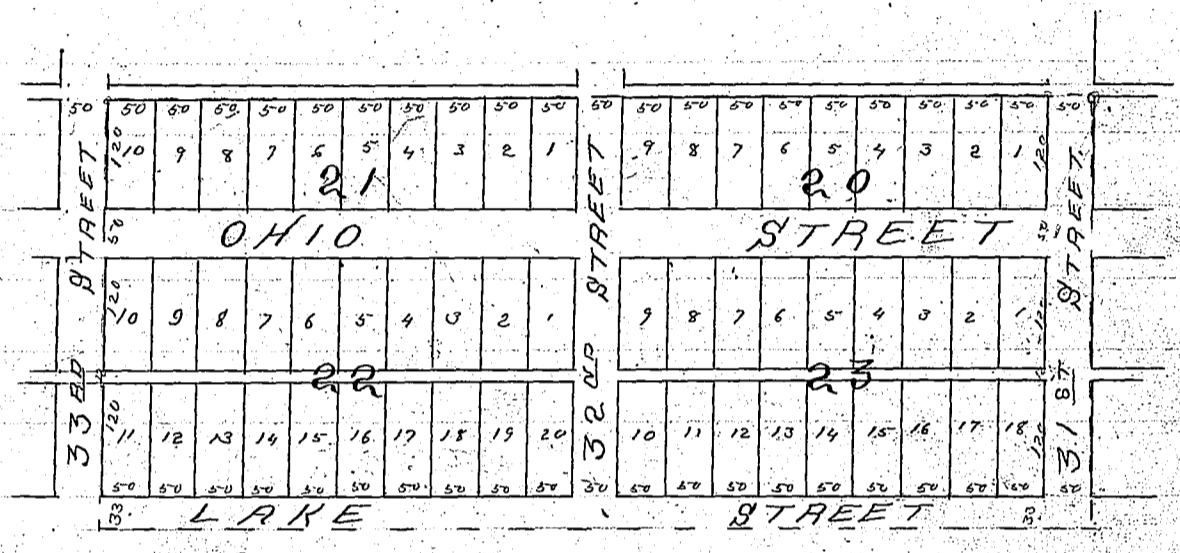 50 50 50 50 50 50 50 50 50 50 50 50 50 50 50 50 50 50 50 50 50 50
120 10 9 8 7 6 5 4 3 2 1 9 8 7 6 5 4 3 2 1 120
21 20
50 OHIO STREET 50
120 10 9 8 7 6 5 4 3 2 1 9 8 7 6 5 4 3 2 1 120
22 23
120 11 12 13 14 15 16 17 18 19 20 10 11 12 13 14 15 16 17 18 120
50 50 50 50 50 50 50 50 50 50 50 50 50 50 50 50 50 50 50 50 50
33 LAKE STREET 33
33RD STREET
32ND STREET
31ST STREET